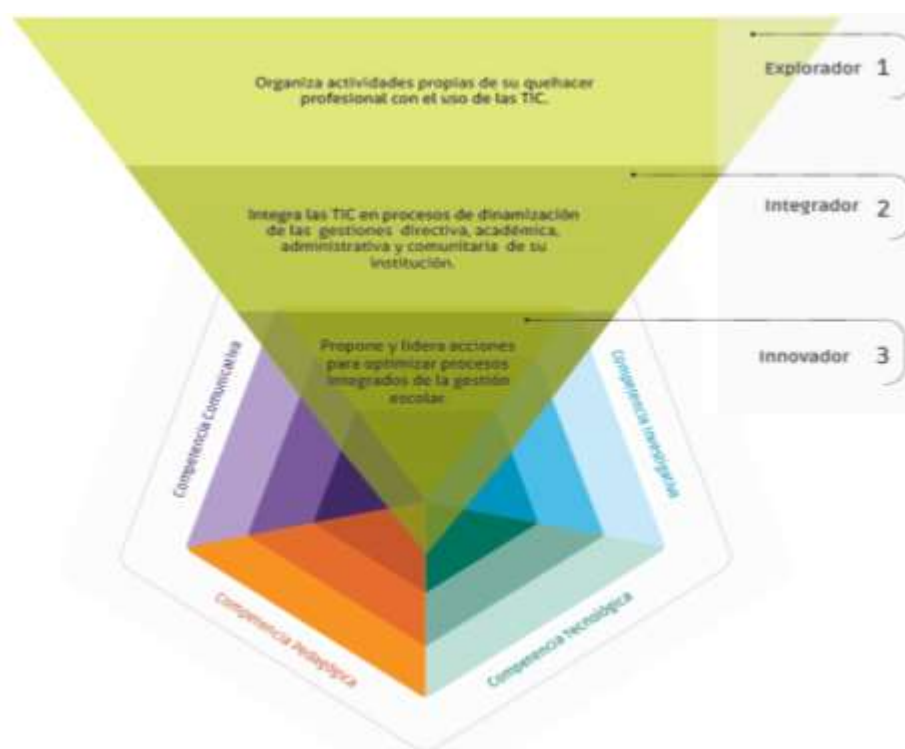 Organiza actividades propias de su quehacer
profesional con el uso de las TIC.
Explorador 1
Integra las TIC en procesos de dinamización
de las gestiones directiva, académica,
administrativa y comunitaria de su
institución.
Integrador 2
Propone y lidera acciones
para optimizar procesos
integrados de la gestión
escolar
Innovador 3
Competencia Comunicativa
Competencia Investigativa
Competencia Pedagógica
Competencia Tecnológica